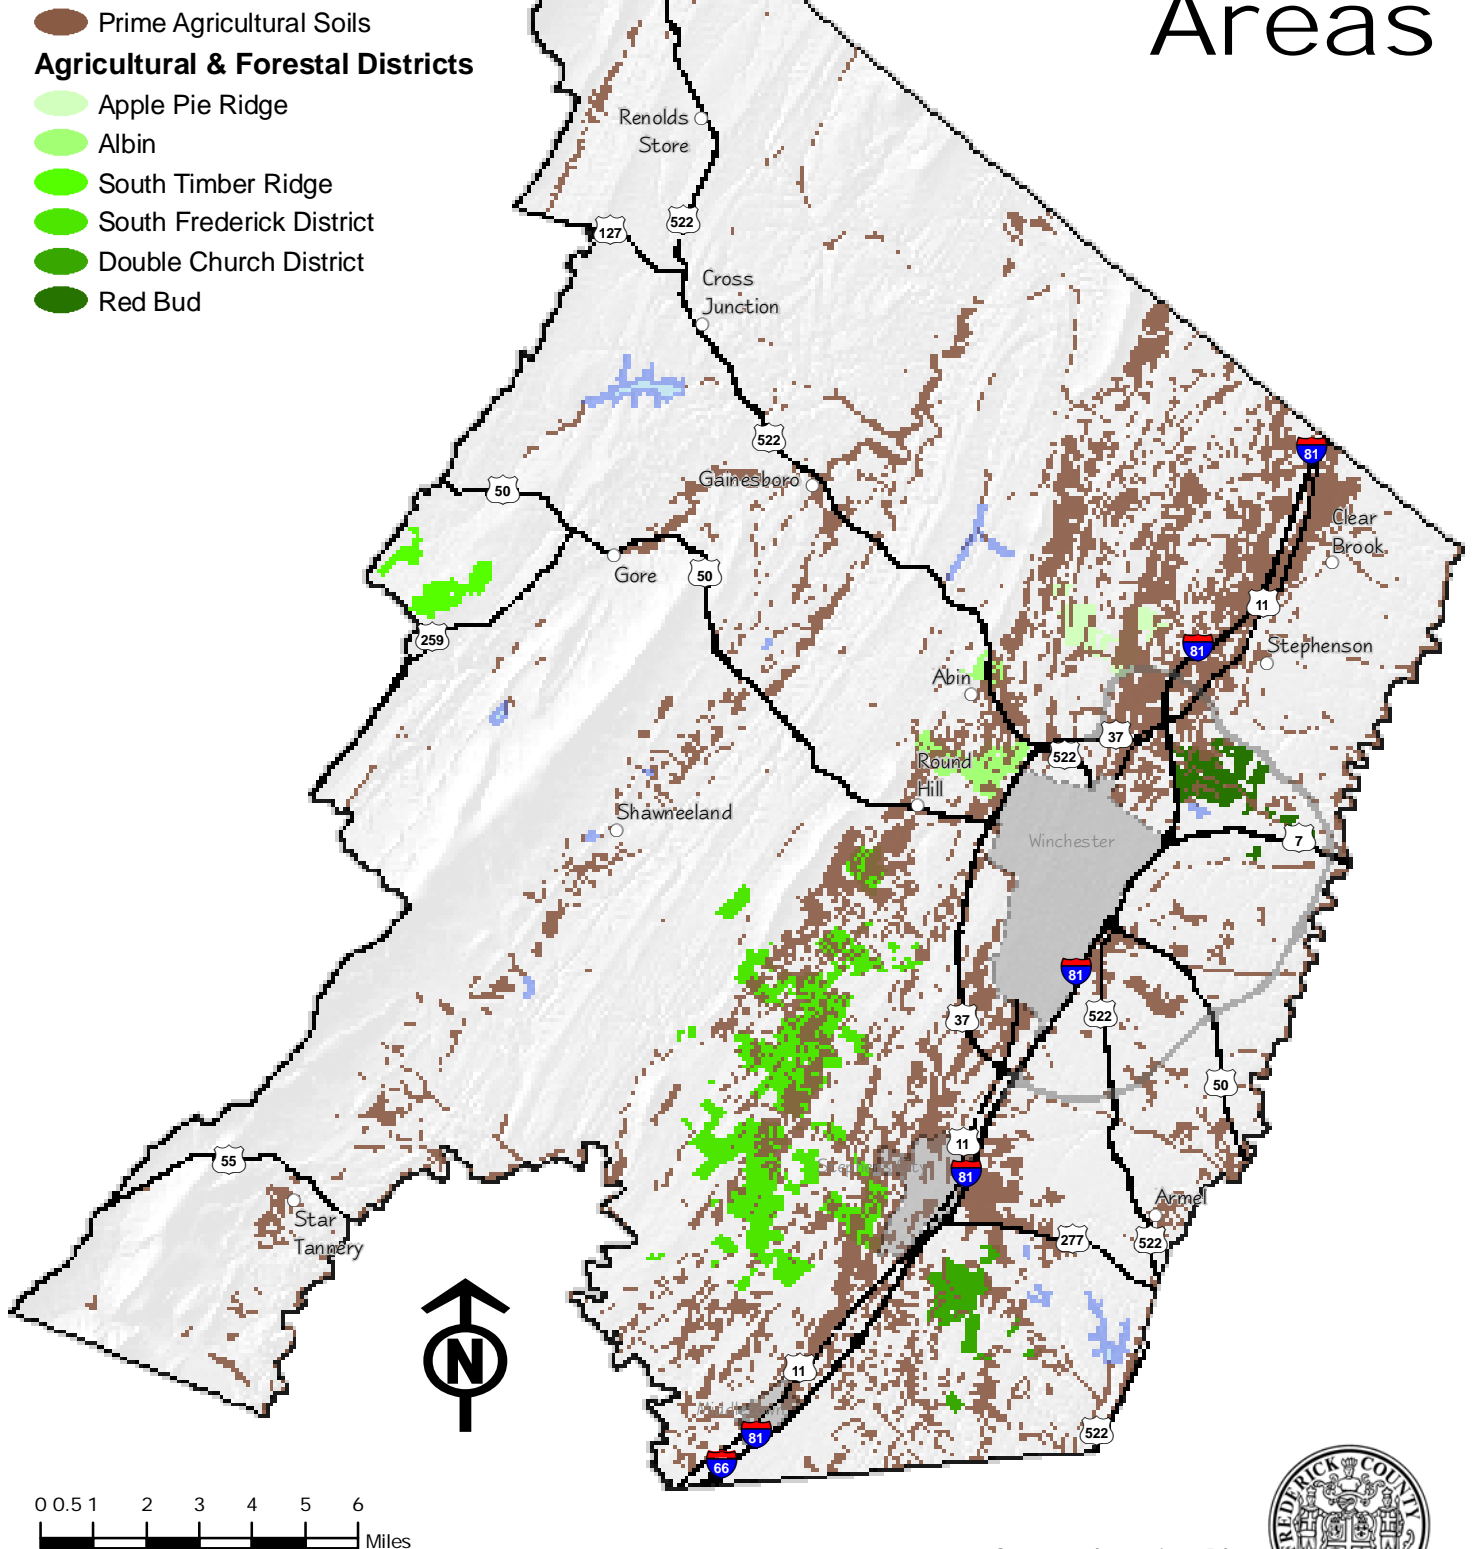 Areas
Prime Agricultural Soils
Agricultural & Forestal Districts
Apple Pie Ridge
Albin
South Timber Ridge
South Frederick District
Double Church District
Red Bud
Renolds
Store
127
522
Cross
Junction
522
Gainesboro
50
81
Clear
Brook
Gore
50
11
259
81
Stephenson
Abin
37
522
Round
Hill
Shawneeland
Winchester
7
81
37
522
50
11
55
81
Armel
Star
Tannery
277
522
N
11
522
81
66
0 0.5 1 2 3 4 5 6
Miles
FREDERICK COUNTY